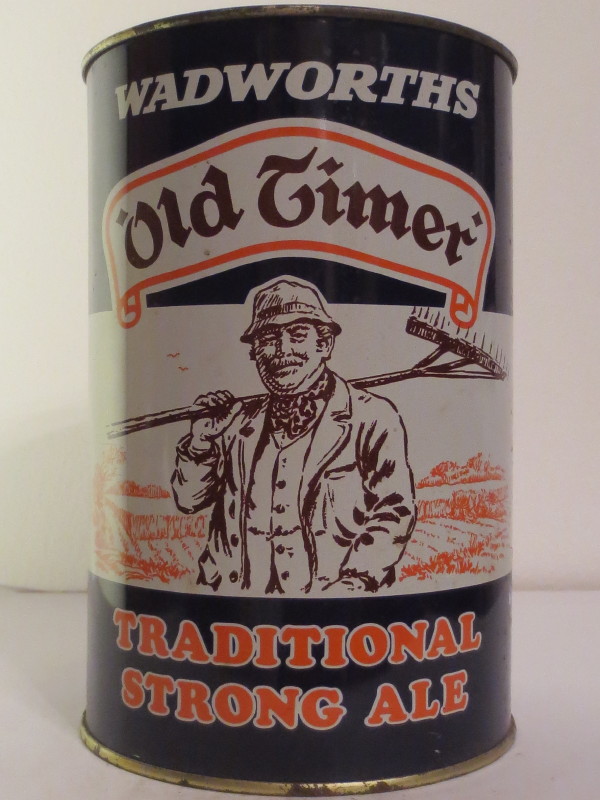 WADWORTHS
'Old Timer'
TRADITIONAL
STRONG ALE